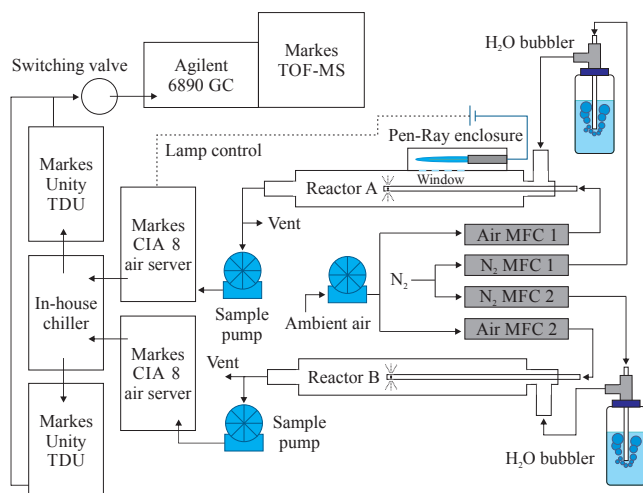 Switching valve
Agilent
6890 GC
Markes
TOF-MS
H₂O bubbler
Pen-Ray enclosure
Lamp control
Markes
Unity
TDU
Markes
CIA 8
air server
Reactor A
Window
Vent
Sample
pump
In-house
chiller
Ambient air
N₂
Air MFC 1
N₂ MFC 1
N₂ MFC 2
Air MFC 2
Markes
CIA 8
air server
Vent
Reactor B
Sample
pump
Markes
Unity
TDU
H₂O bubbler